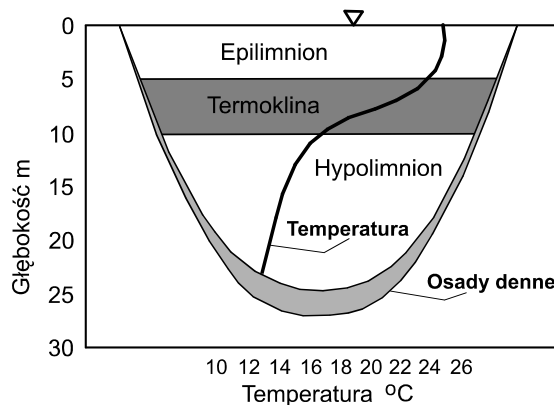 0
Epilimnion
5
Termoklina
10
Hypolimnion
15
Temperatura
20
Osady denne
25
30
Głębokość m
10 12 14 16 18 20 22 24 26
Temperatura °C